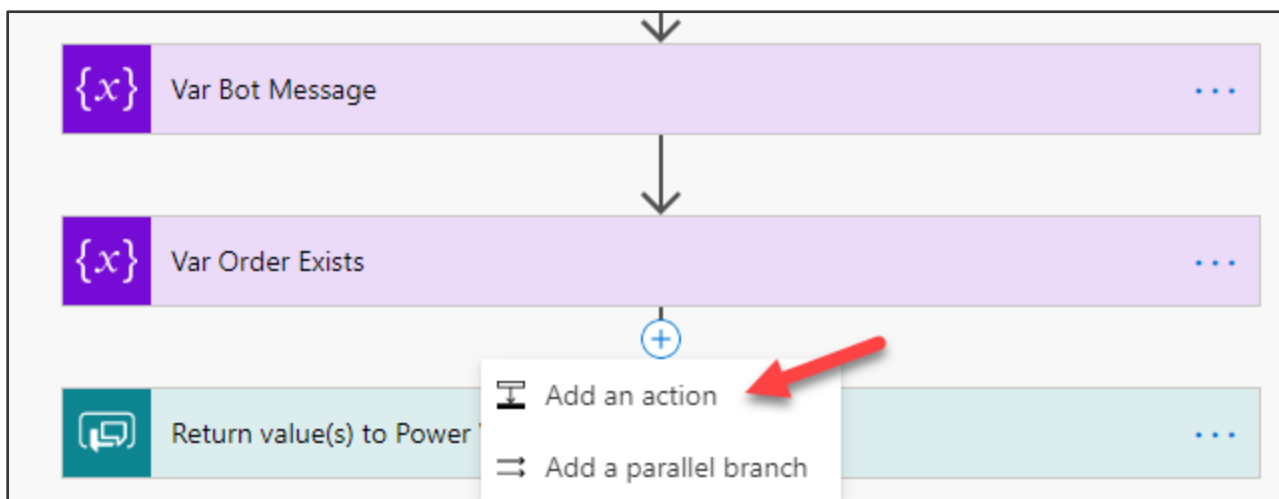 {x} Var Bot Message
{x} Var Order Exists
Add an action
Return value(s) to Power
Add a parallel branch